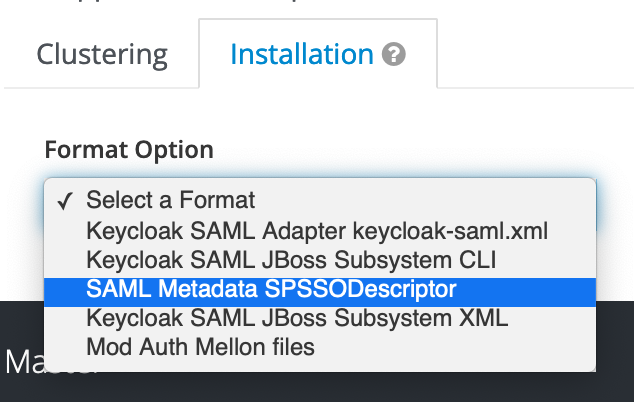 Clustering
Installation ?
Format Option
✓ Select a Format
Keycloak SAML Adapter keycloak-saml.xml
Keycloak SAML JBoss Subsystem CLI
SAML Metadata SPSSODescriptor
Keycloak SAML JBoss Subsystem XML
Mod Auth Mellon files